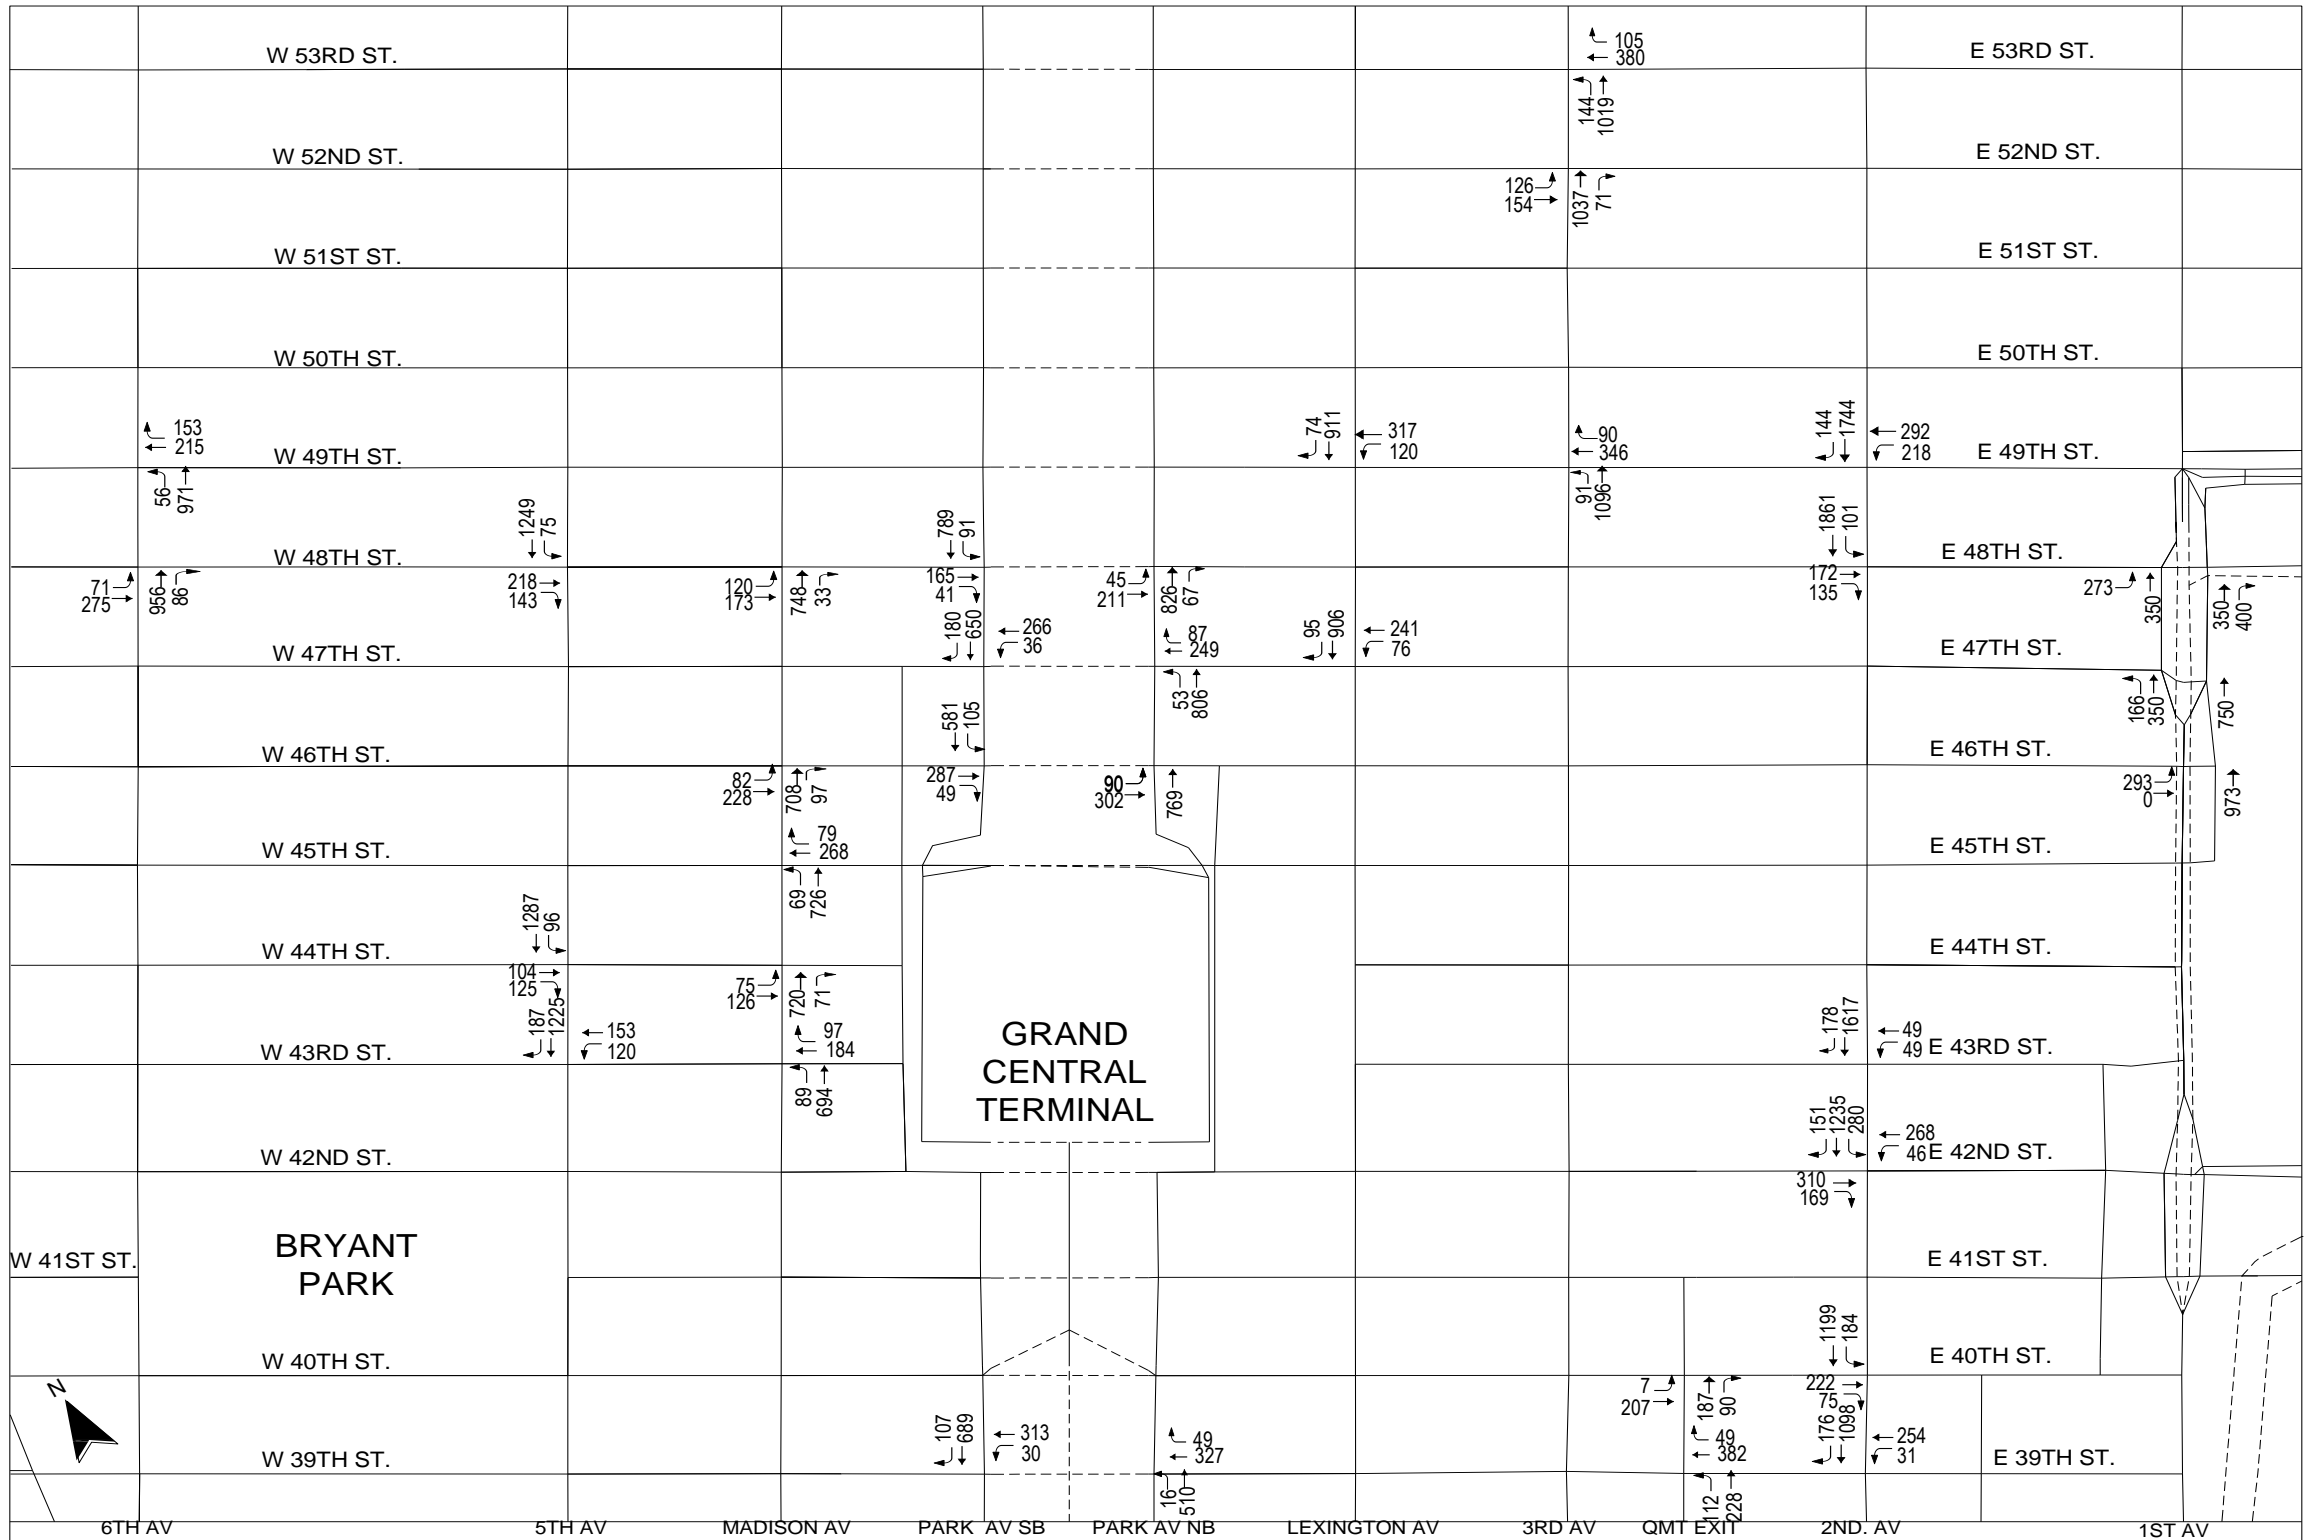 W 53RD ST.
105
380
E 53RD ST.
144
1019
W 52ND ST.
E 52ND ST.
126
154
1037
71
W 51ST ST.
E 51ST ST.
W 50TH ST.
E 50TH ST.
153
215
W 49TH ST.
74
911
317
120
90
346
144
1744
292
218
E 49TH ST.
56
971
91
1096
1249
75
789
91
1861
101
W 48TH ST.
E 48TH ST.
71
275
956
86
218
143
120
173
748
33
165
41
45
211
826
67
172
135
273
350
350
400
W 47TH ST.
180
650
266
36
87
249
95
906
241
76
E 47TH ST.
53
806
166
350
750
581
105
W 46TH ST.
E 46TH ST.
82
228
708
97
287
49
90
302
769
293
0
973
79
268
W 45TH ST.
E 45TH ST.
69
726
1287
96
W 44TH ST.
E 44TH ST.
104
125
75
126
720
71
187
1225
153
120
97
184
W 43RD ST.
178
1617
49
49
E 43RD ST.
GRAND
CENTRAL
TERMINAL
89
694
151
1235
280
268
46
W 42ND ST.
E 42ND ST.
310
169
BRYANT
PARK
W 41ST ST.
E 41ST ST.
1199
184
W 40TH ST.
E 40TH ST.
N
7
207
187
90
222
75
107
689
313
30
49
327
49
382
176
1098
254
31
W 39TH ST.
E 39TH ST.
16
510
112
228
6TH AV
5TH AV
MADISON AV
PARK AV SB
PARK AV NB
LEXINGTON AV
3RD AV
QMT EXIT
2ND. AV
1ST AV